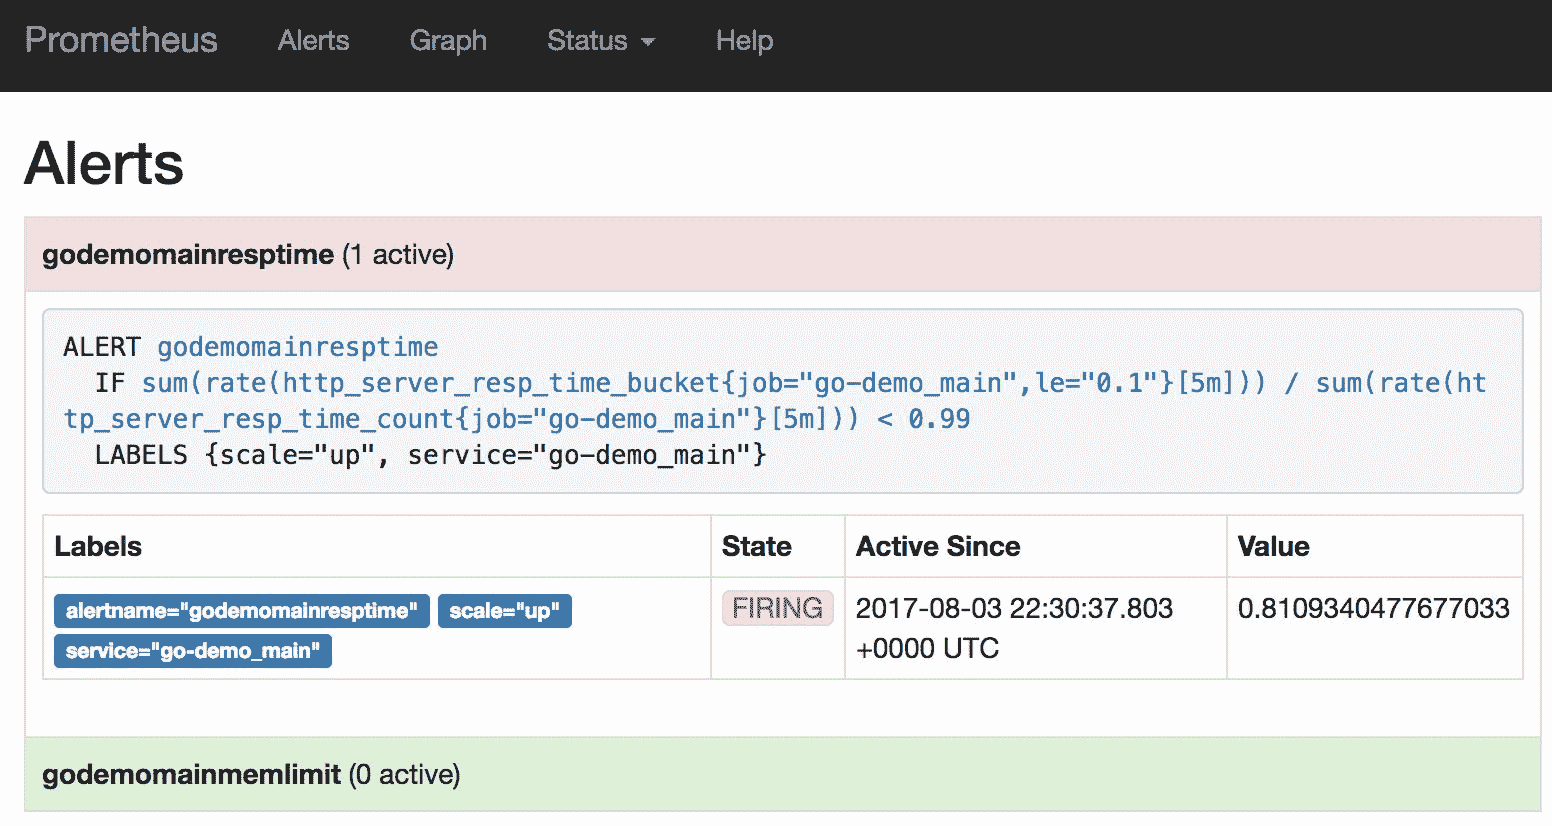 Prometheus Alerts Graph Status Help
Alerts
godemomainresptime (1 active)
ALERT godemomainresptime
IF sum(rate(http_server_resp_time_bucket{job="go-demo_main",le="0.1"}[5m])) / sum(rate(ht
tp_server_resp_time_count{job="go-demo_main"}[5m])) < 0.99
LABELS {scale="up", service="go-demo_main"}
Labels State Active Since Value
alertname="godemomainresptime" scale="up" FIRING 2017-08-03 22:30:37.803 0.8109340477677033
service="go-demo_main" +0000 UTC
godemomainmemlimit (0 active)